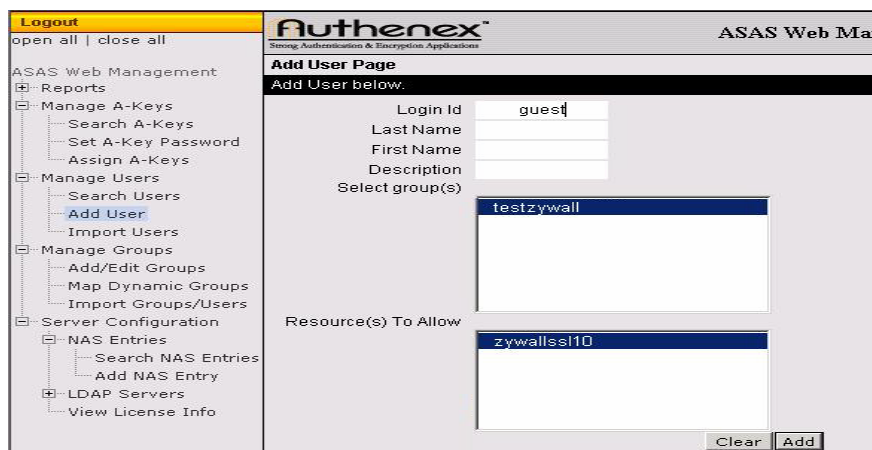 Logout
open all | close all
ASAS Web Management
Reports
Manage A-Keys
Search A-Keys
Set A-Key Password
Assign A-Keys
Manage Users
Search Users
Add User
Import Users
Manage Groups
Add/Edit Groups
Map Dynamic Groups
Import Groups/Users
Server Configuration
NAS Entries
Search NAS Entries
Add NAS Entry
LDAP Servers
View License Info
Authenex™
Strong Authentication & Encryption Applications
ASAS Web Ma
Add User Page
Add User below.
Login Id guest
Last Name
First Name
Description
Select group(s)
testzywall
Resource(s) To Allow
zywallssl10
Clear Add